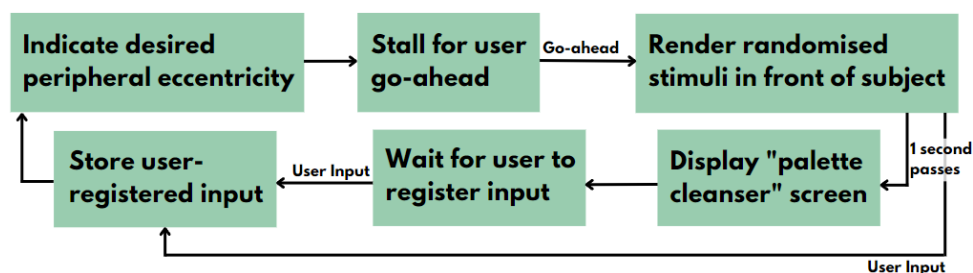 Indicate desired
peripheral eccentricity
Stall for user
go-ahead
Go-ahead
Render randomised
stimuli in front of subject
1 second
passes
Display "palette
cleanser" screen
Wait for user to
register input
User Input
Store user-
registered input
User Input